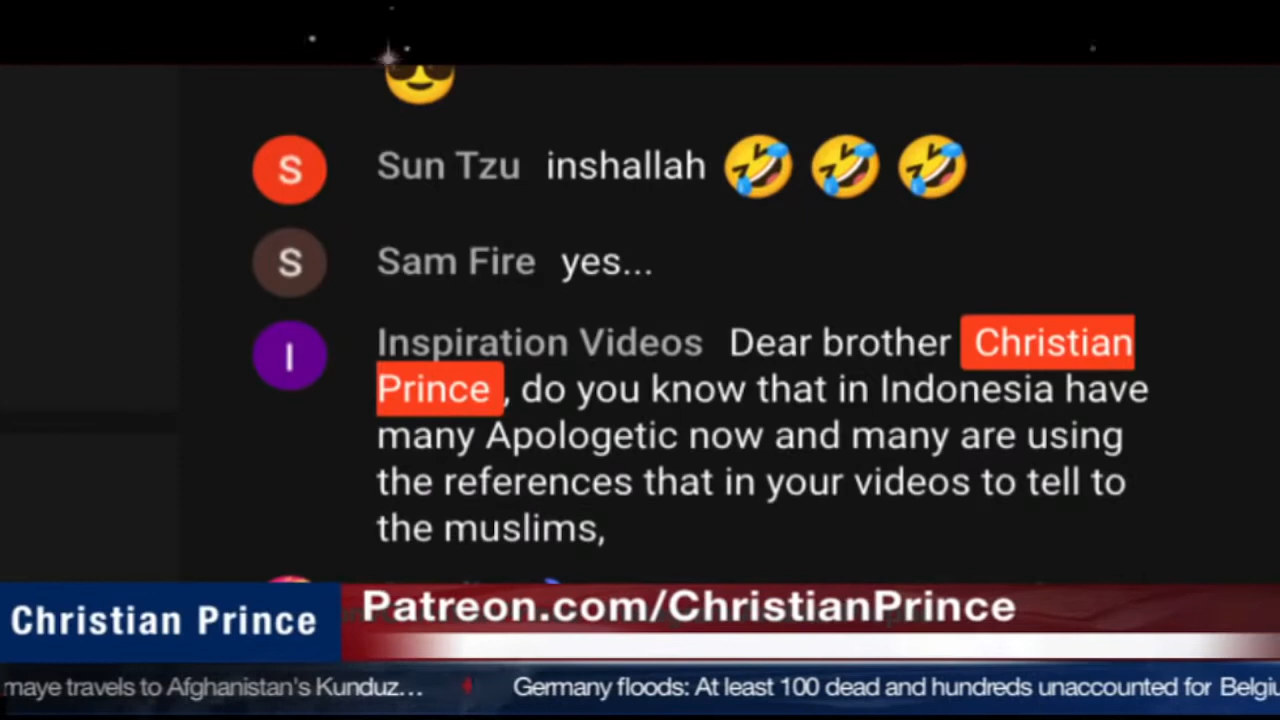 S Sun Tzu inshallah 🤣 🤣 🤣
S Sam Fire yes...
I Inspiration Videos Dear brother Christian
Prince , do you know that in Indonesia have
many Apologetic now and many are using
the references that in your videos to tell to
the muslims,
Christian Prince
Patreon.com/ChristianPrince
maye travels to Afghanistan's Kunduz... Germany floods: At least 100 dead and hundreds unaccounted for Belgiu